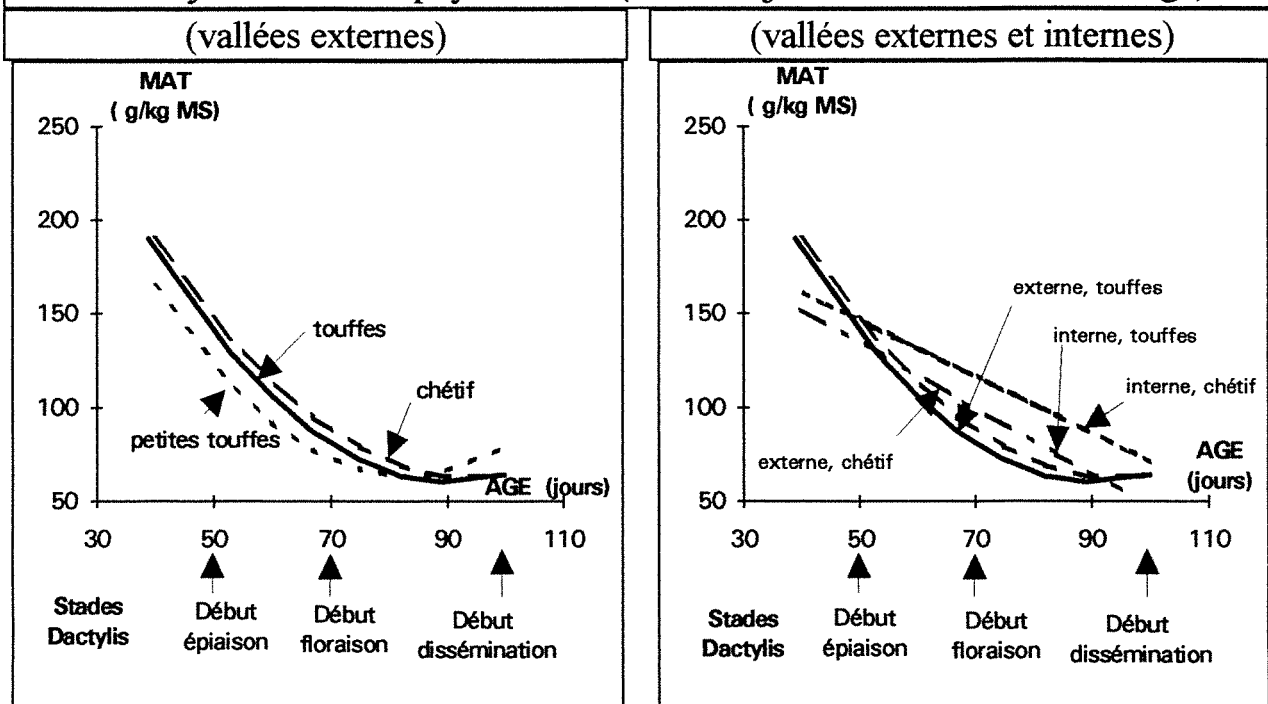 (vallées externes)
(vallées externes et internes)
MAT
( g/kg MS)
250
200
150
100
50
touffes
chétif
petites touffes
AGE (jours)
30 50 70 90 110
Stades
Dactylis
Début
épiaison
Début
floraison
Début
dissémination
MAT
( g/kg MS)
250
200
150
100
50
externe, touffes
interne, touffes
interne, chétif
externe, chétif
AGE
(jours)
30 50 70 90 110
Stades
Dactylis
Début
épiaison
Début
floraison
Début
dissémination